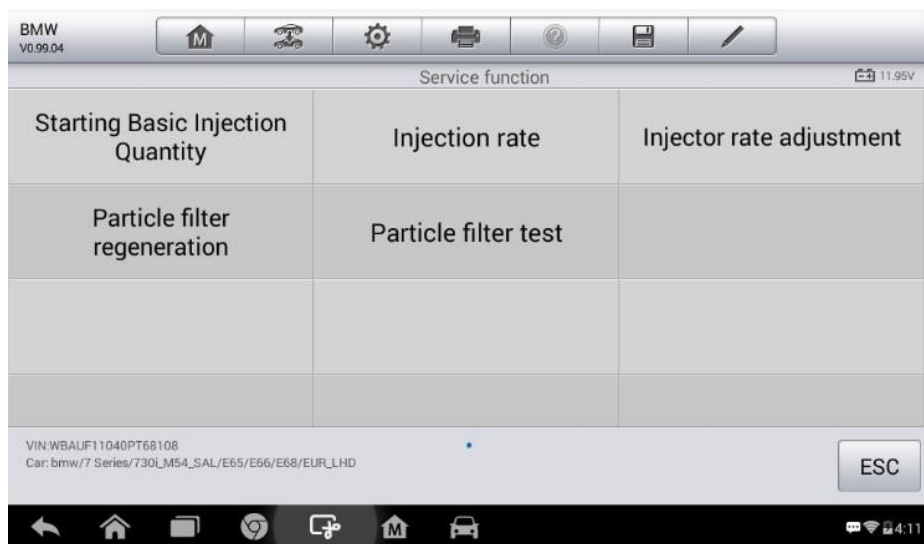 BMW
V0.99.04
M
Service function
11.95V
Starting Basic Injection
Quantity
Injection rate
Injector rate adjustment
Particle filter
regeneration
Particle filter test
VIN:WBAUF11040PT68108
Car: bmw/7 Series/730i_M54_SAL/E65/E66/E68/EUR_LHD
ESC
M
4:11